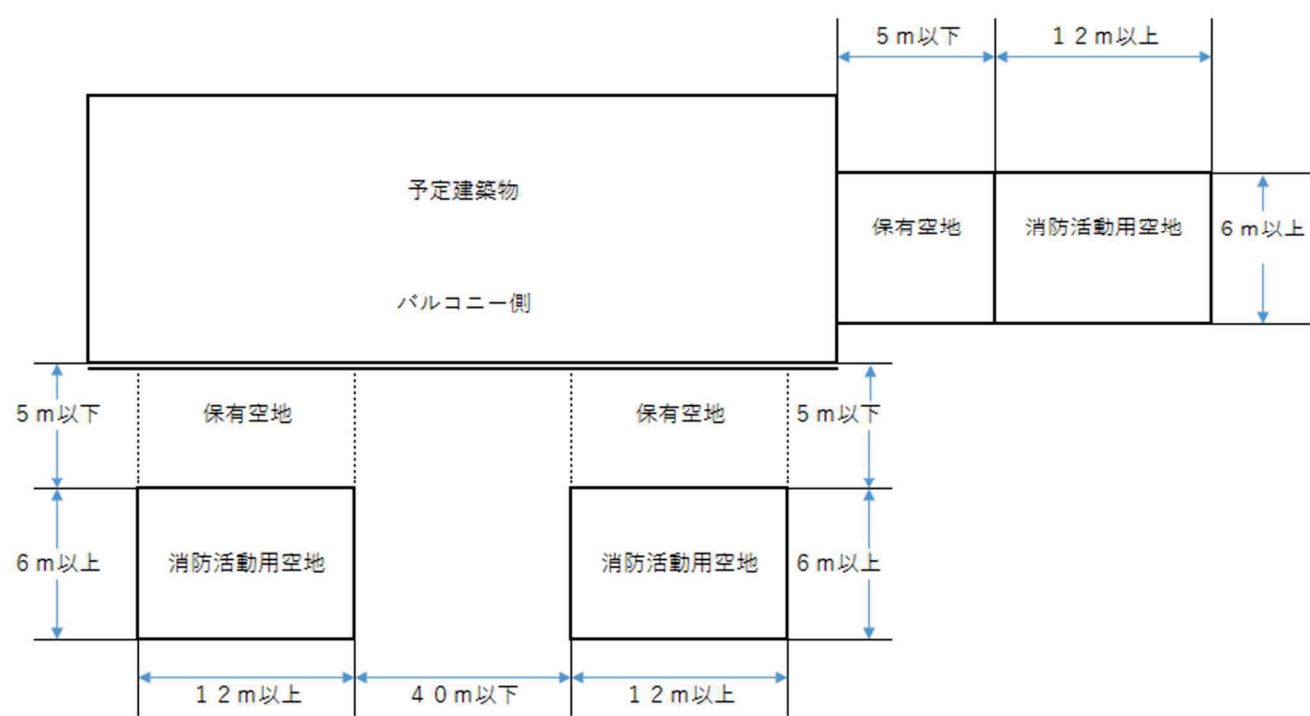 ５ｍ以下
１２ｍ以上
予定建築物
保有空地
消防活動用空地
６ｍ以上
バルコニー側
５ｍ以下
保有空地
保有空地
５ｍ以下
６ｍ以上
消防活動用空地
消防活動用空地
６ｍ以上
１２ｍ以上
４０ｍ以下
１２ｍ以上